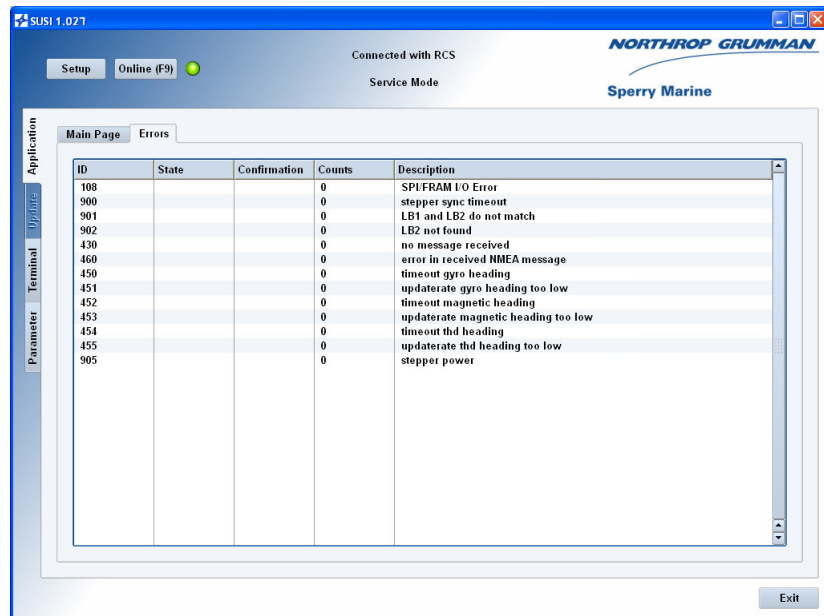 SUSI 1.027
Setup
Online (F9)
Connected with RCS
Service Mode
NORTHROP GRUMMAN
Sperry Marine
Application
Update
Terminal
Parameter
Main Page
Errors
ID State Confirmation Counts Description
108 0 SPI/FRAM I/O Error
900 0 stepper sync timeout
901 0 LB1 and LB2 do not match
902 0 LB2 not found
430 0 no message received
460 0 error in received NMEA message
450 0 timeout gyro heading
451 0 updaterate gyro heading too low
452 0 timeout magnetic heading
453 0 updaterate magnetic heading too low
454 0 timeout thd heading
455 0 updaterate thd heading too low
905 0 stepper power
Exit